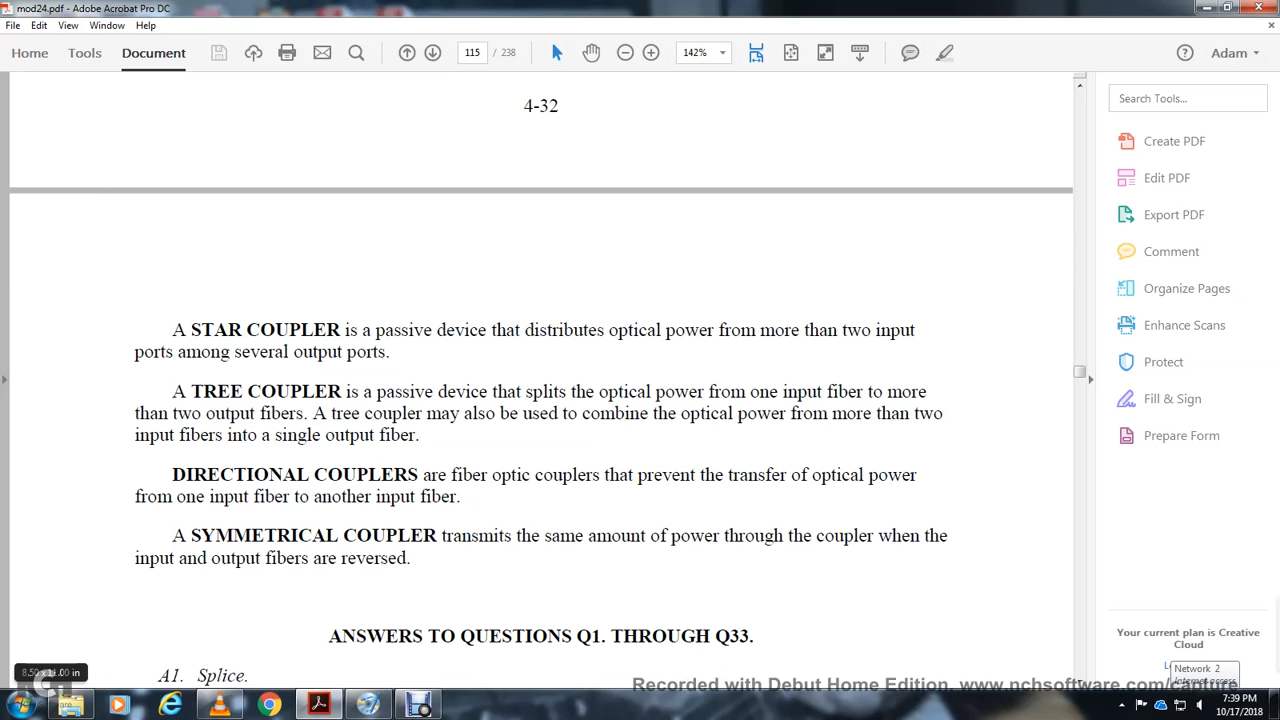 mod24.pdf - Adobe Acrobat Pro DC
File Edit View Window Help
Home Tools Document 115 / 238 142% Adam
4-32
Search Tools...
Create PDF
Edit PDF
Export PDF
Comment
Organize Pages
Enhance Scans
Protect
Fill & Sign
Prepare Form
A STAR COUPLER is a passive device that distributes optical power from more than two input
ports among several output ports.
A TREE COUPLER is a passive device that splits the optical power from one input fiber to more
than two output fibers. A tree coupler may also be used to combine the optical power from more than two
input fibers into a single output fiber.
DIRECTIONAL COUPLERS are fiber optic couplers that prevent the transfer of optical power
from one input fiber to another input fiber.
A SYMMETRICAL COUPLER transmits the same amount of power through the coupler when the
input and output fibers are reversed.
ANSWERS TO QUESTIONS Q1. THROUGH Q33.
A1. Splice.
Your current plan is Creative
Cloud
Network 2
Internet access
8.50 x 11.00 in
Recorded with Debut Home Edition. www.nchsoftware.com/capture
7:39 PM
10/17/2018